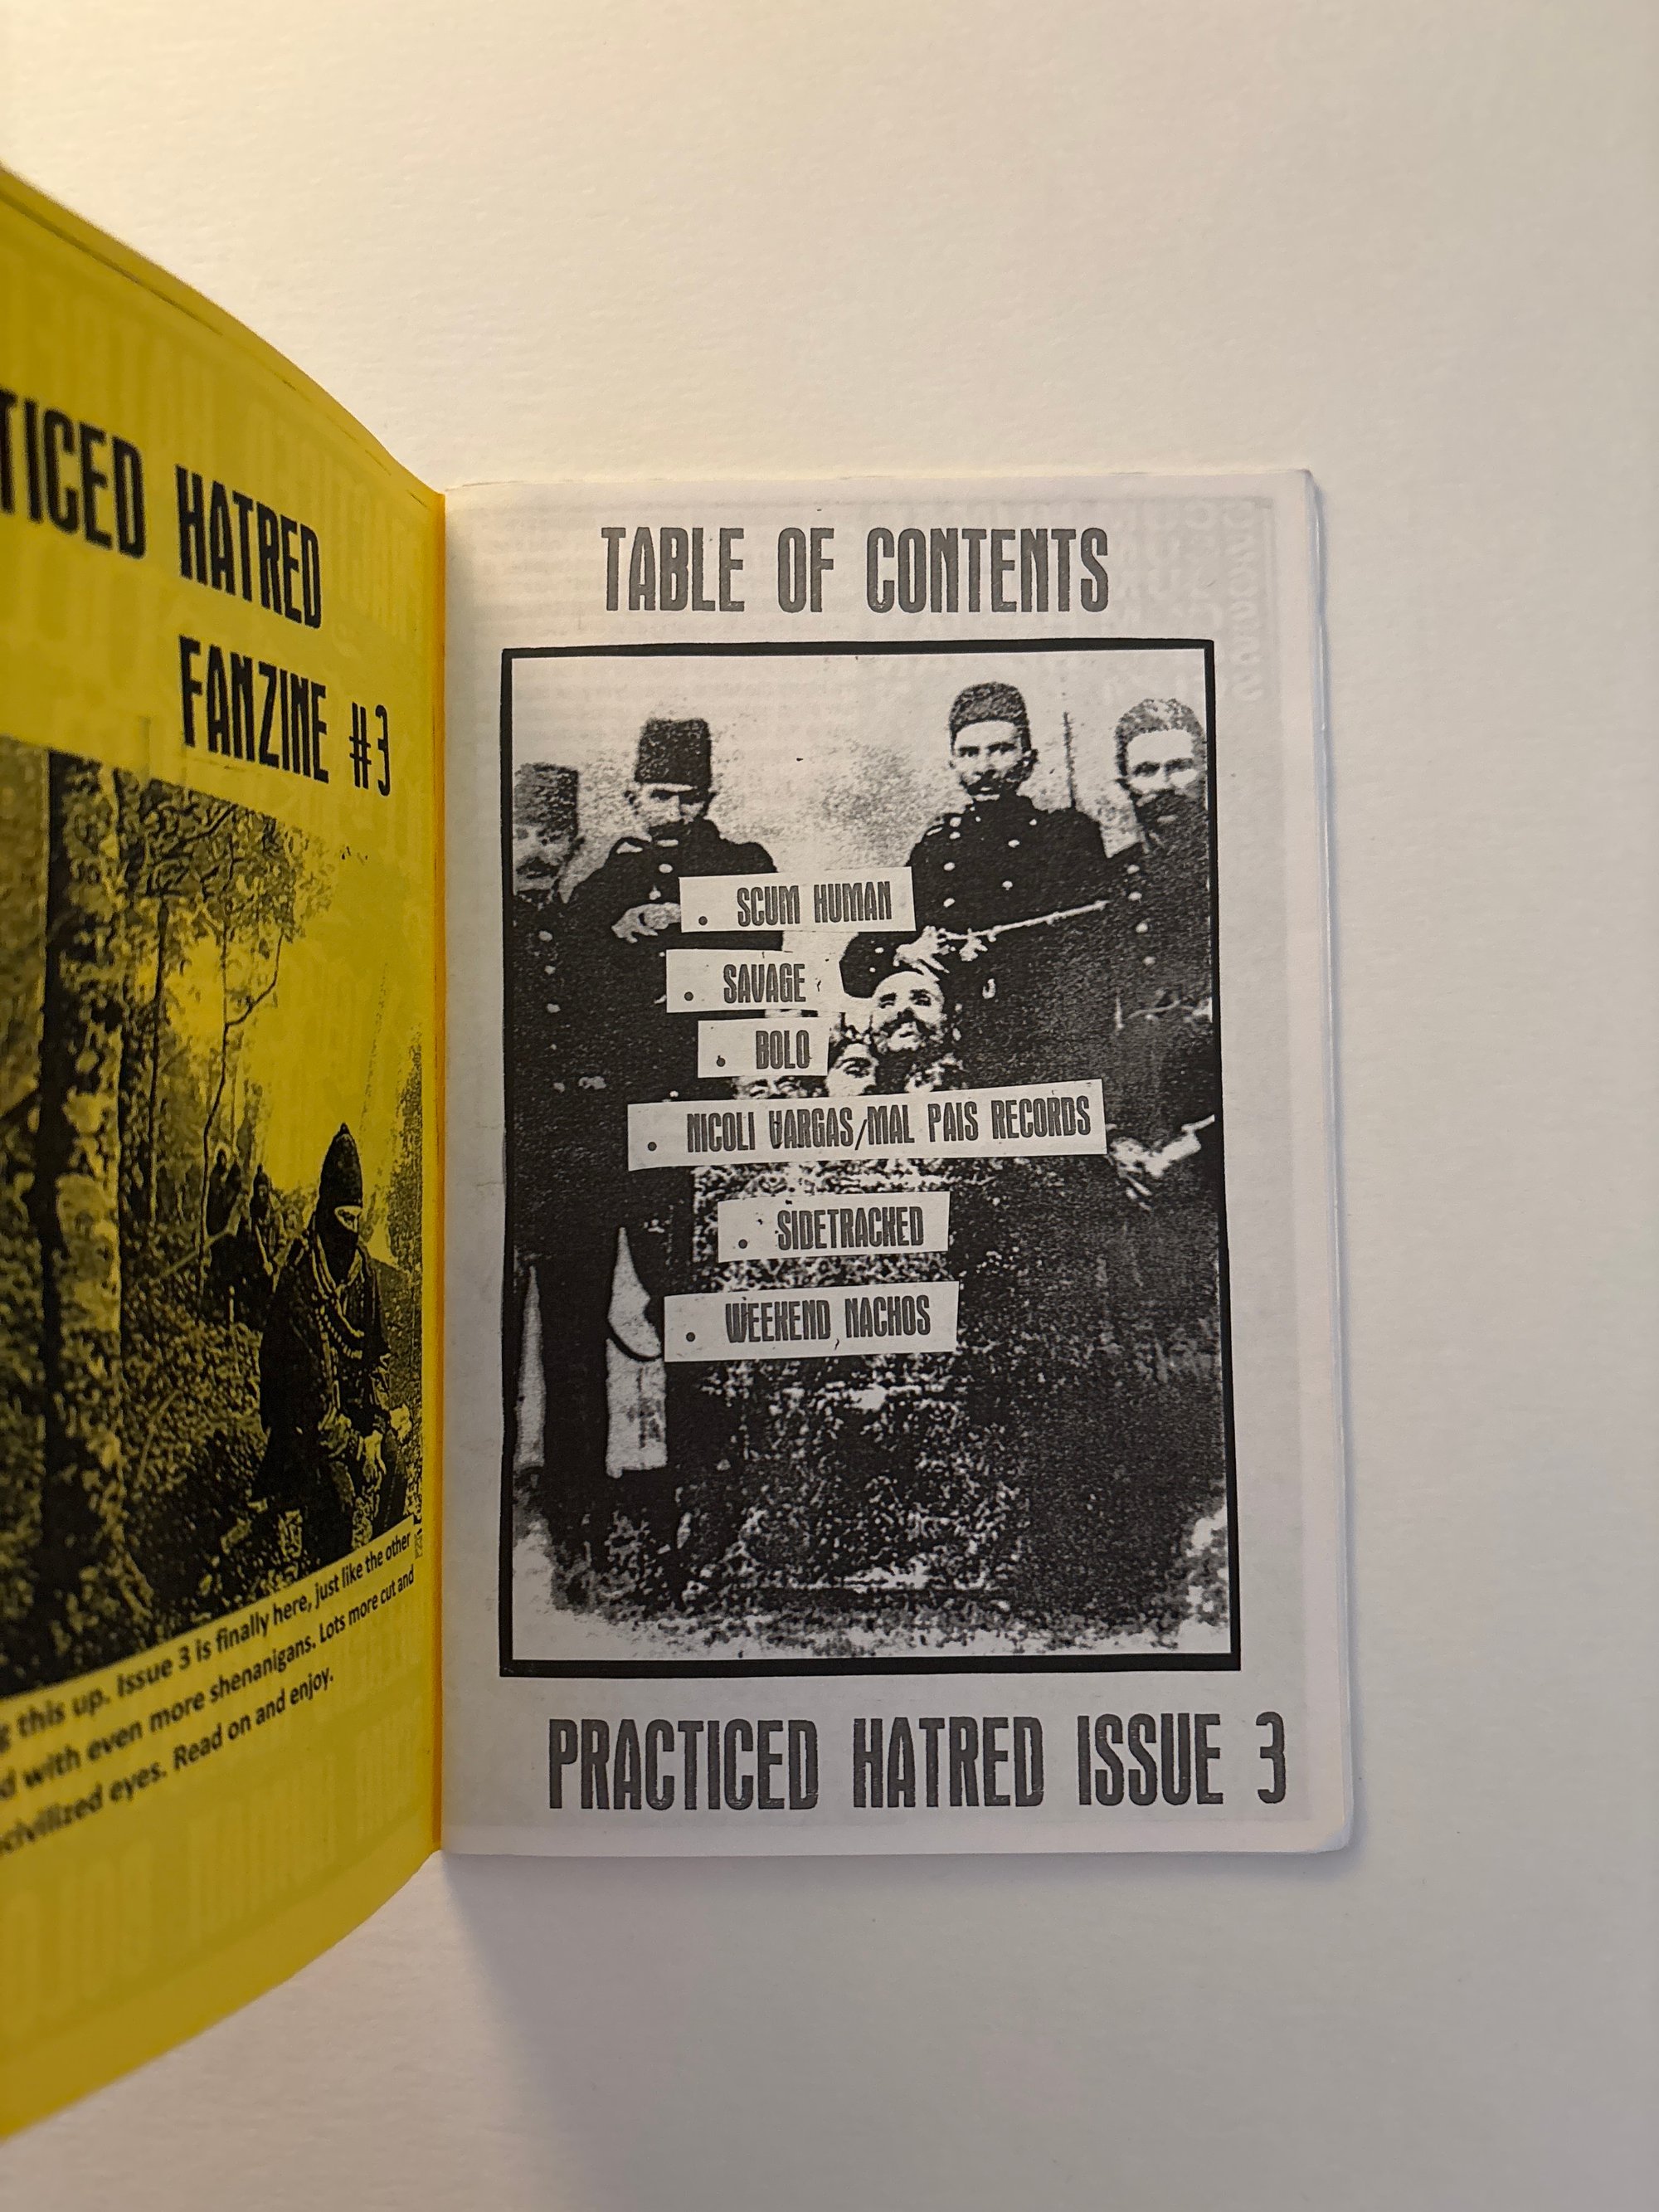 TICED HATRED
FANZINE #3
g this up. Issue 3 is finally here, just like the other
d with even more shenanigans. Lots more cut and
civilized eyes. Read on and enjoy.
TABLE OF CONTENTS
• SCUM HUMAN
• SAVAGE
• BOLO
• NICOLI VARGAS/MAL PAIS RECORDS
• SIDETRACKED
• WEEKEND NACHOS
PRACTICED HATRED ISSUE 3